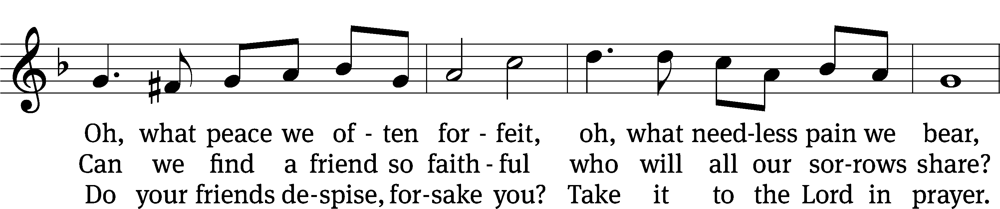 Oh, what peace we of - ten for - feit, oh, what need-less pain we bear,
Can we find a friend so faith - ful who will all our sor-rows share?
Do your friends de-spise, for-sake you? Take it to the Lord in prayer.